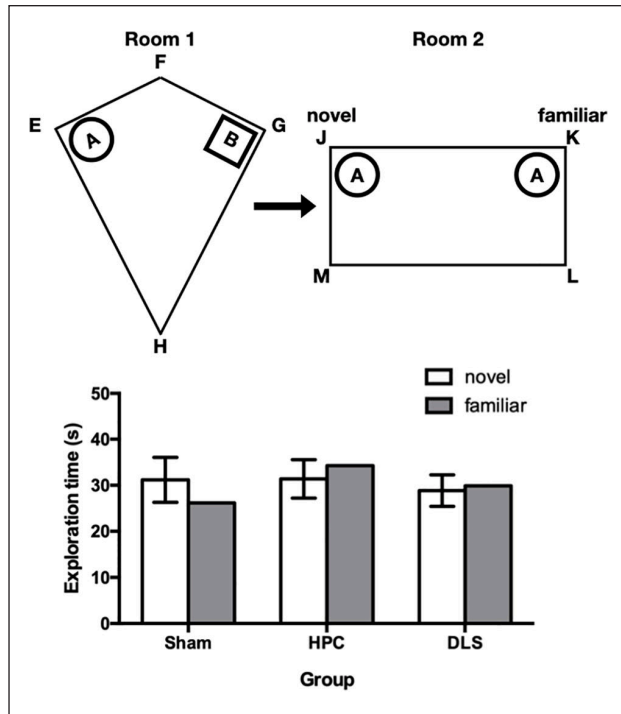 Room 1
Room 2
F
E
A
B
G
novel
familiar
J
K
A
A
M
L
H
novel
familiar
50
40
30
20
10
0
Exploration time (s)
Sham
HPC
DLS
Group